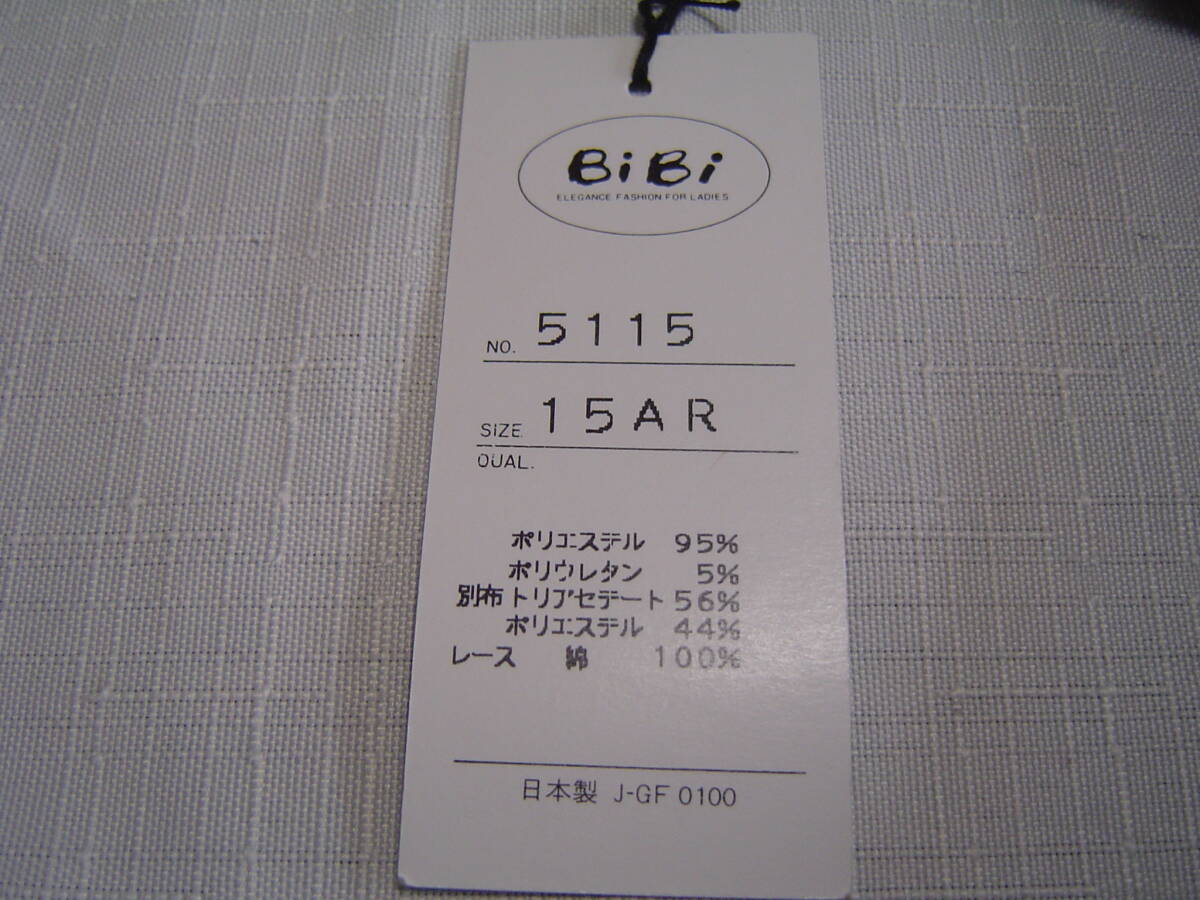 BiBi
ELEGANCE FASHION FOR LADIES
NO. 5115
SIZE 15AR
QUAL.
ポリエステル 95%
ポリウレタン 5%
別布 トリアセテート 56%
ポリエステル 44%
レース 綿 100%
日本製 J-GF 0100